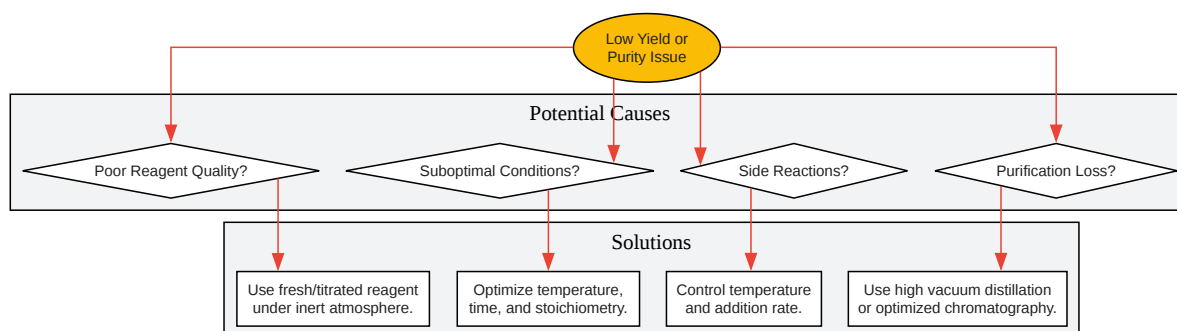 Low Yield or
Purity Issue
Potential Causes
Poor Reagent Quality?
Suboptimal Conditions?
Side Reactions?
Purification Loss?
Solutions
Use fresh/titrated reagent
under inert atmosphere.
Optimize temperature,
time, and stoichiometry.
Control temperature
and addition rate.
Use high vacuum distillation
or optimized chromatography.